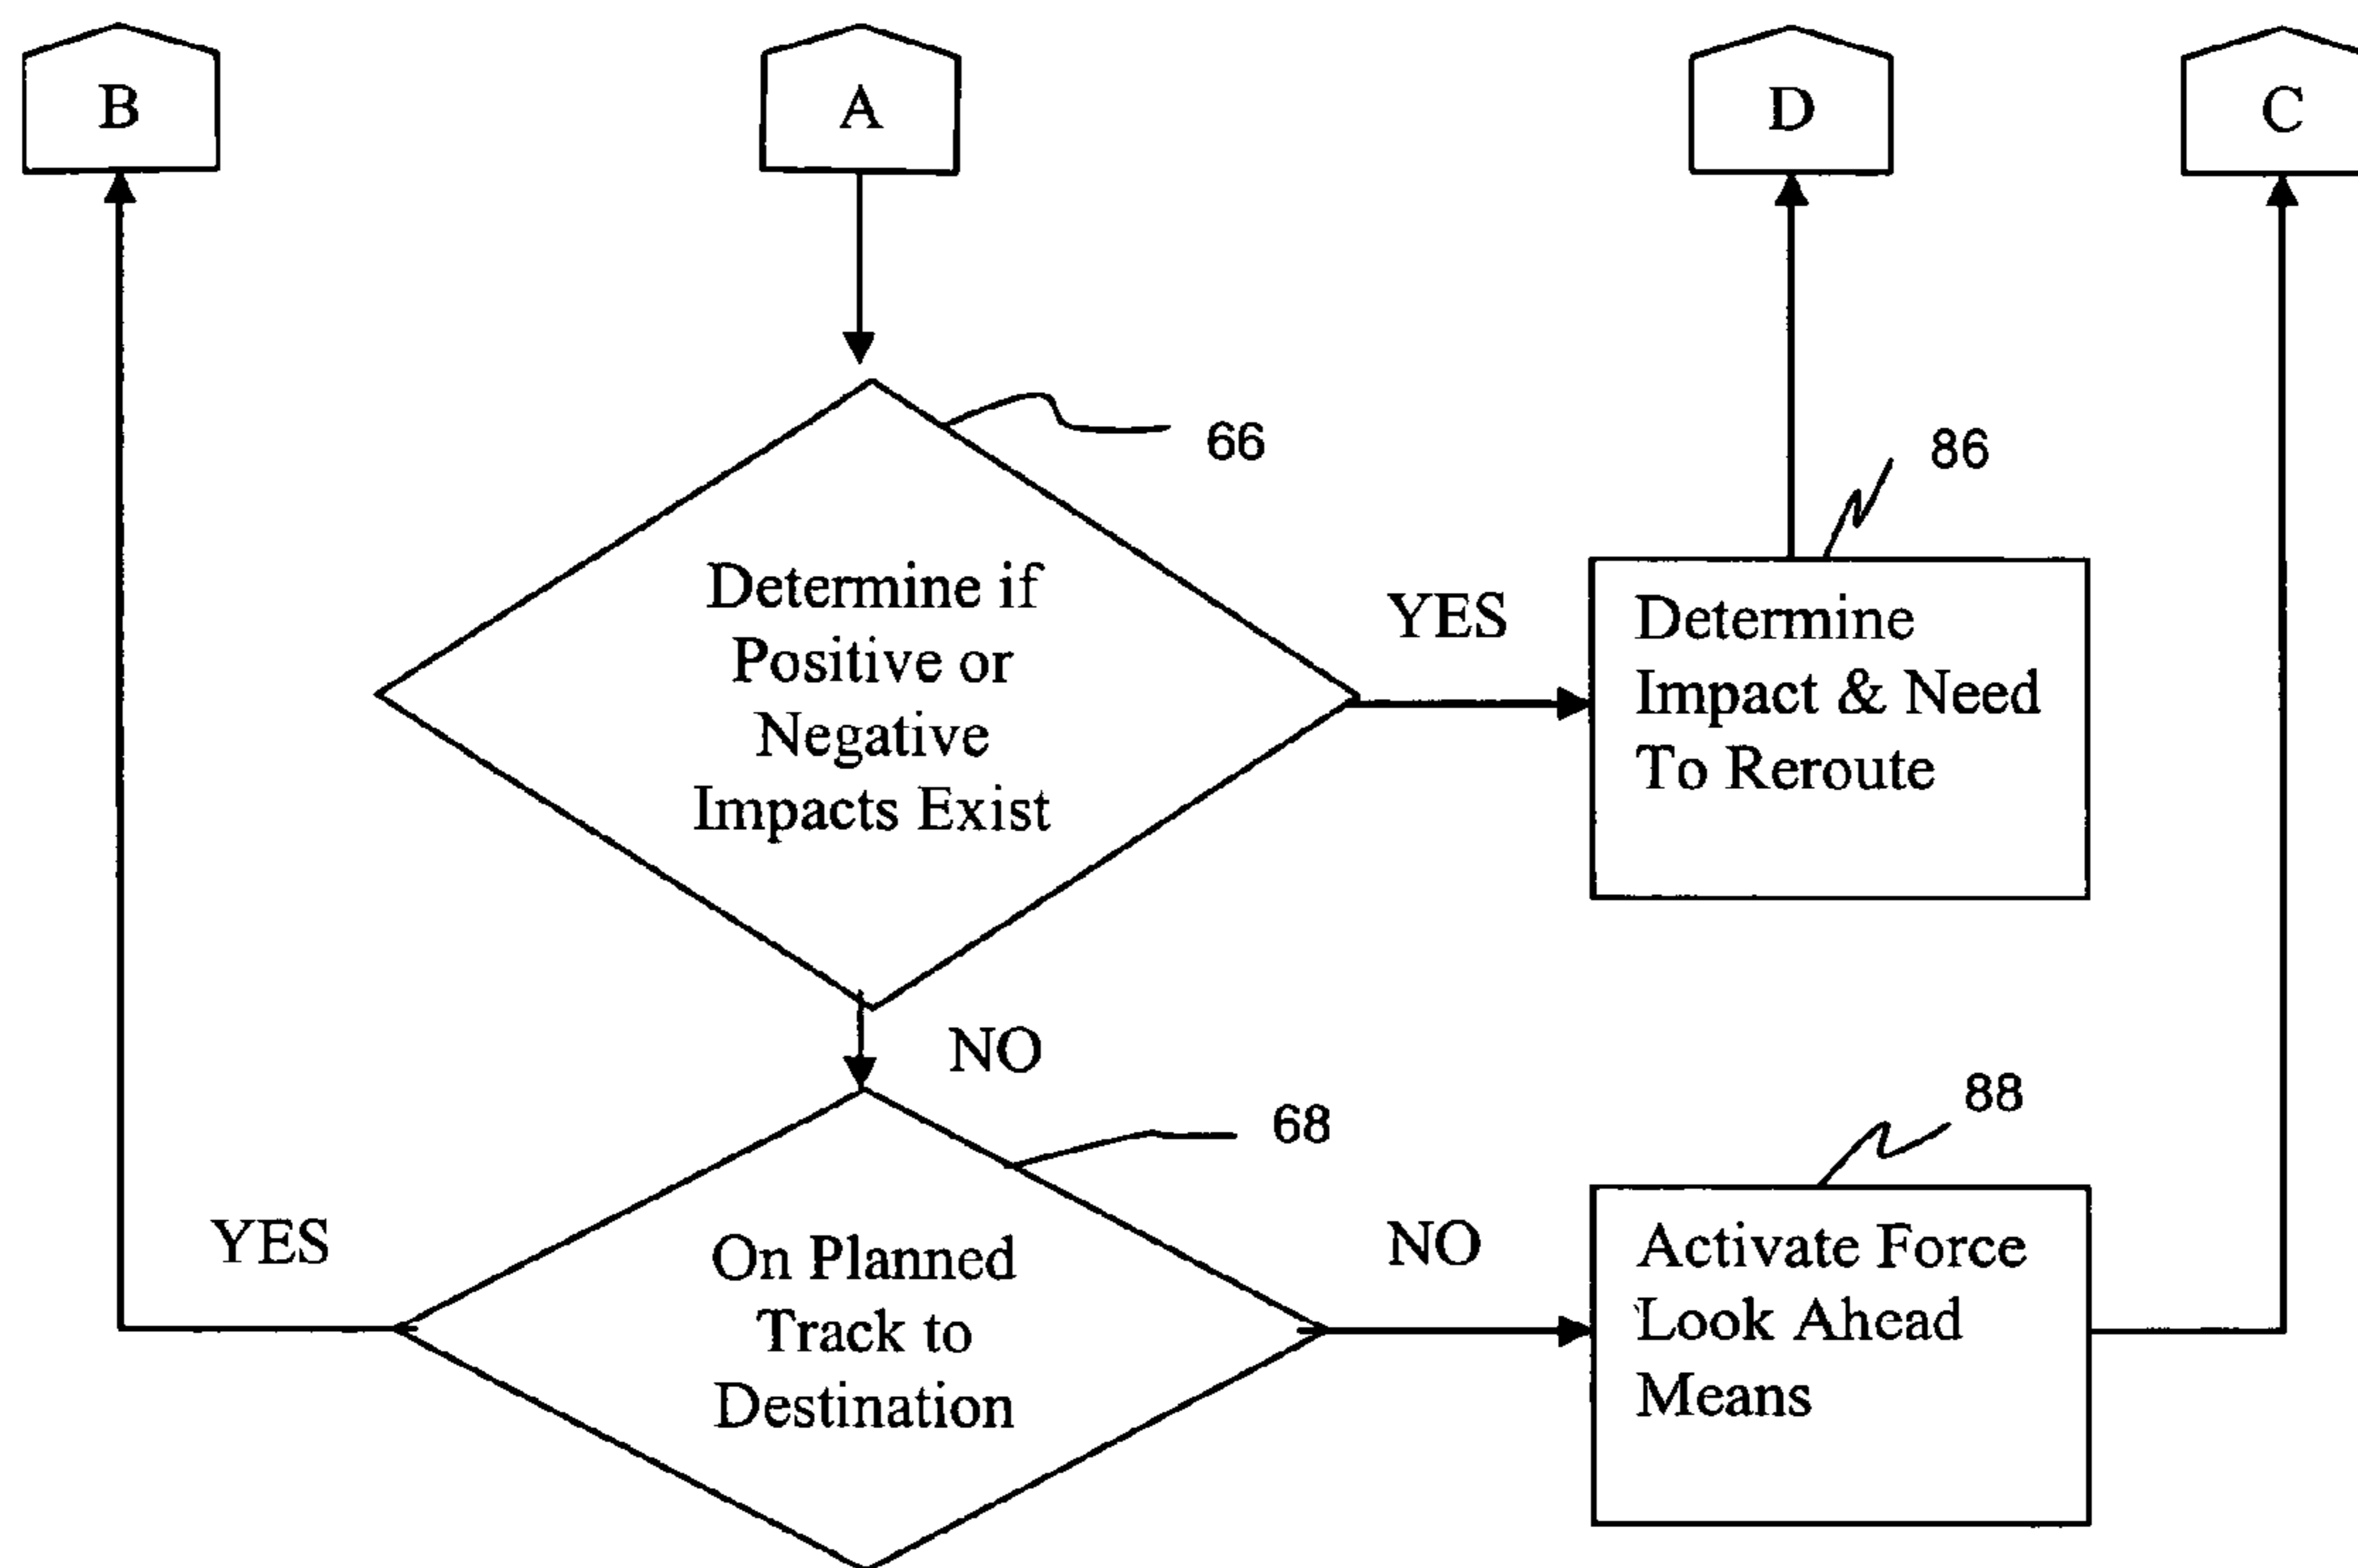 B
A
D
C
66
86
Determine if
Positive or
Negative
Impacts Exist
YES
Determine
Impact & Need
To Reroute
NO
68
88
YES
On Planned
Track to
Destination
NO
Activate Force
Look Ahead
Means